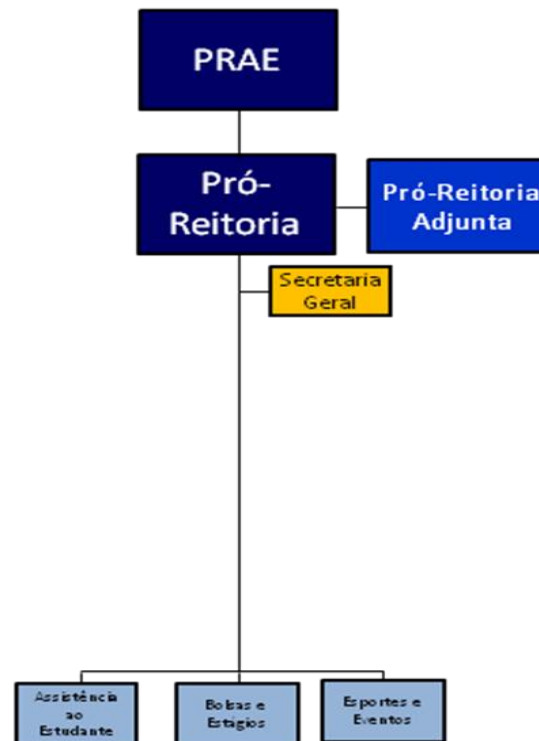 PRAE
Pró-
Reitoria
Pró-Reitoria
Adjunta
Secretaria
Geral
Assistência
ao
Estudante
Bolsas e
Estágios
Esportes e
Eventos